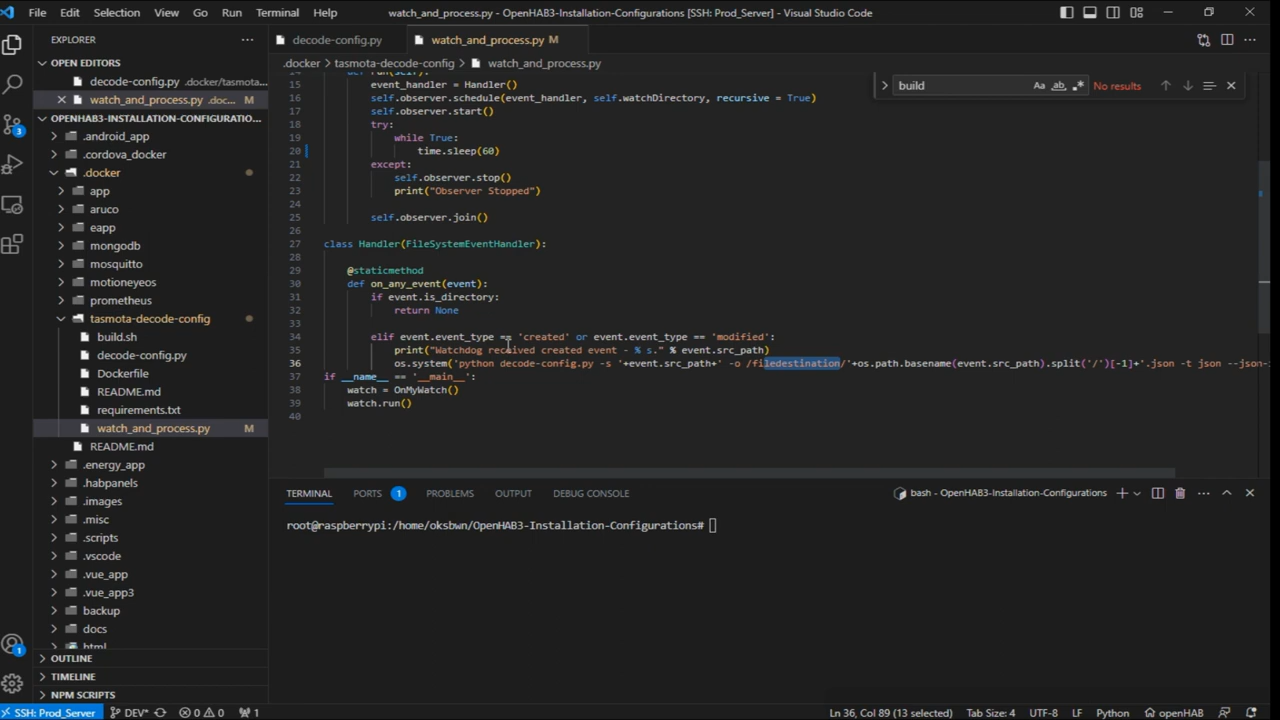 File Edit Selection View Go Run Terminal Help
watch_and_process.py - OpenHAB3-Installation-Configurations [SSH: Prod_Server] - Visual Studio Code
EXPLORER
OPEN EDITORS
decode-config.py .docker/tasmota...
watch_and_process.py .doc... M
OPENHAB3-INSTALLATION-CONFIGURATIO...
.android_app
.cordova_docker
.docker
app
aruco
eapp
mongodb
mosquitto
motioneyeos
prometheus
tasmota-decode-config
build.sh
decode-config.py
Dockerfile
README.md
requirements.txt
watch_and_process.py M
README.md
.energy_app
.habpanels
.images
.misc
.scripts
.vscode
.vue_app
.vue_app3
backup
docs
html
OUTLINE
TIMELINE
NPM SCRIPTS
3
1
decode-config.py
watch_and_process.py M
.docker > tasmota-decode-config > watch_and_process.py
build Aa ab No results
14 def run(self):
15 event_handler = Handler()
16 self.observer.schedule(event_handler, self.watchDirectory, recursive = True)
17 self.observer.start()
18 try:
19 while True:
20 time.sleep(60)
21 except:
22 self.observer.stop()
23 print("Observer Stopped")
24
25 self.observer.join()
26
27 class Handler(FileSystemEventHandler):
28
29 @staticmethod
30 def on_any_event(event):
31 if event.is_directory:
32 return None
33
34 elif event.event_type == 'created' or event.event_type == 'modified':
35 print("Watchdog received created event - % s." % event.src_path)
36 os.system('python decode-config.py -s '+event.src_path+' -o /filedestination/'+os.path.basename(event.src_path).split('/')[-1]+'.json -t json --json-
37 if __name__ == '__main__':
38 watch = OnMyWatch()
39 watch.run()
40
TERMINAL PORTS 1 PROBLEMS OUTPUT DEBUG CONSOLE
bash - OpenHAB3-Installation-Configurations
root@raspberrypi:/home/oksbwn/OpenHAB3-Installation-Configurations#
SSH: Prod_Server DEV* 0 0 1
Ln 36, Col 89 (13 selected) Tab Size: 4 UTF-8 LF Python openHAB